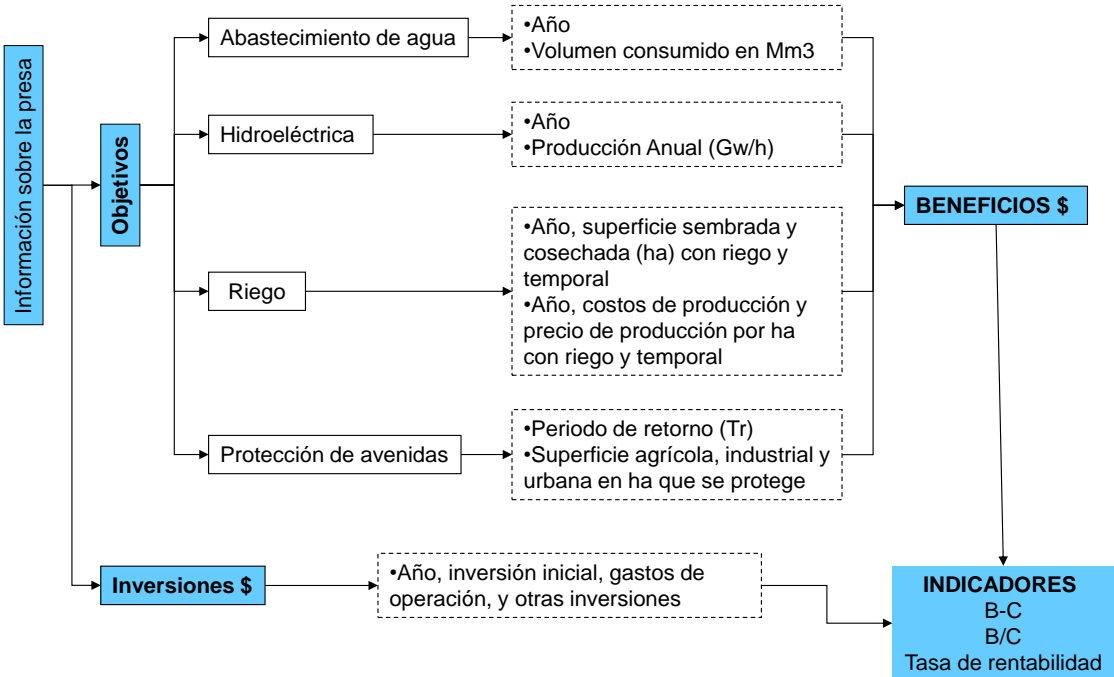 Información sobre la presa
Objetivos
Abastecimiento de agua
•Año
•Volumen consumido en Mm3
Hidroeléctrica
•Año
•Producción Anual (Gw/h)
Riego
•Año, superficie sembrada y
cosechada (ha) con riego y
temporal
•Año, costos de producción y
precio de producción por ha
con riego y temporal
Protección de avenidas
•Periodo de retorno (Tr)
•Superficie agrícola, industrial y
urbana en ha que se protege
BENEFICIOS $
Inversiones $
•Año, inversión inicial, gastos de
operación, y otras inversiones
INDICADORES
B-C
B/C
Tasa de rentabilidad